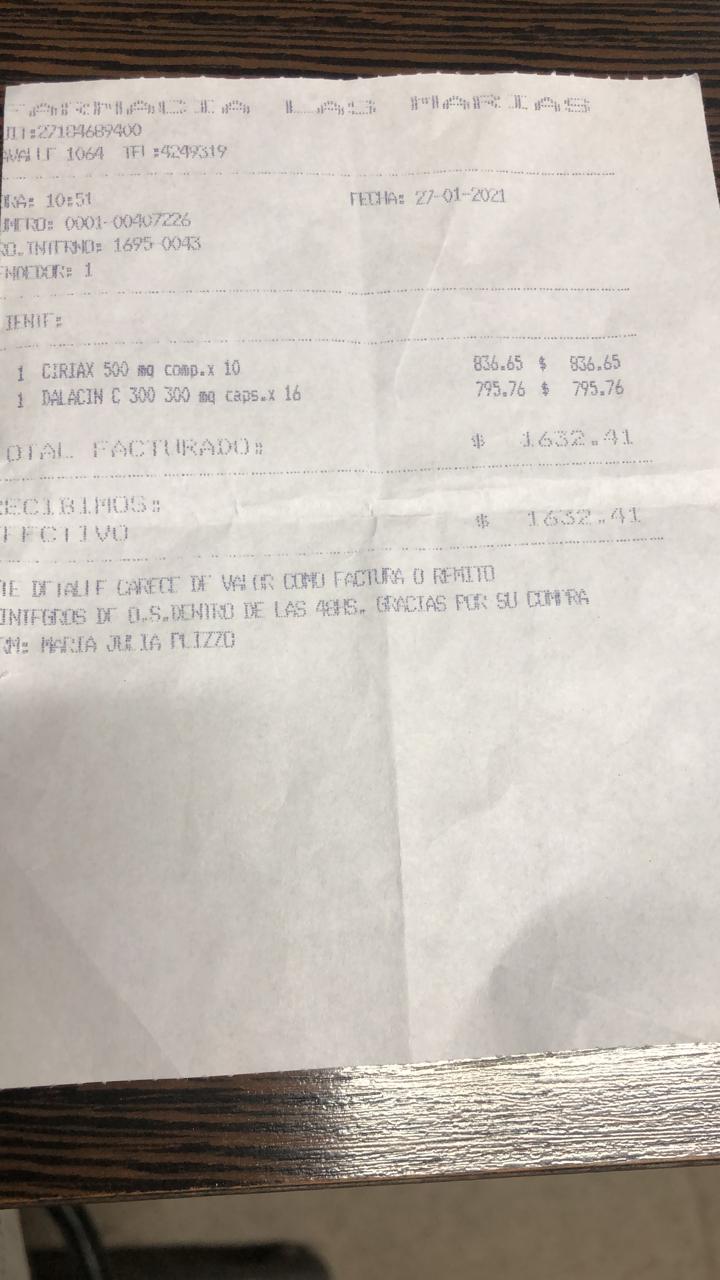 FARMACIA LAS MARIAS
UIT:27184689400
AVALLE 1064 TEL:4249319
ORA: 10:51 FECHA: 27-01-2021
UMERO: 0001-00407226
RO.INTERNO: 1695-0043
ENDEDOR: 1
IENTE:
1 CIRIAX 500 mg comp.x 10 836.65 $ 836.65
1 DALACIN C 300 300 mg caps.x 16 795.76 $ 795.76
OTAL FACTURADO: $ 1632.41
RECIBIMOS:
EFECTIVO $ 1632.41
TE DETALLE CARECE DE VALOR COMO FACTURA O REMITO
INTEGROS DE O.S.DENTRO DE LAS 48HS. GRACIAS POR SU COMPRA
RM: MARIA JULIA